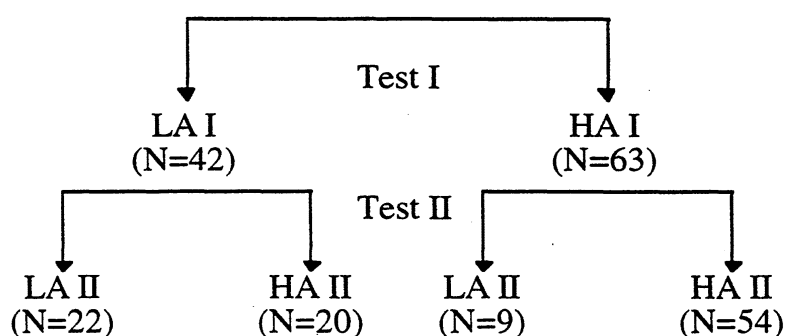 Test I
LA I HA I
(N=42) (N=63)
Test II
LA II HA II LA II HA II
(N=22) (N=20) (N=9) (N=54)